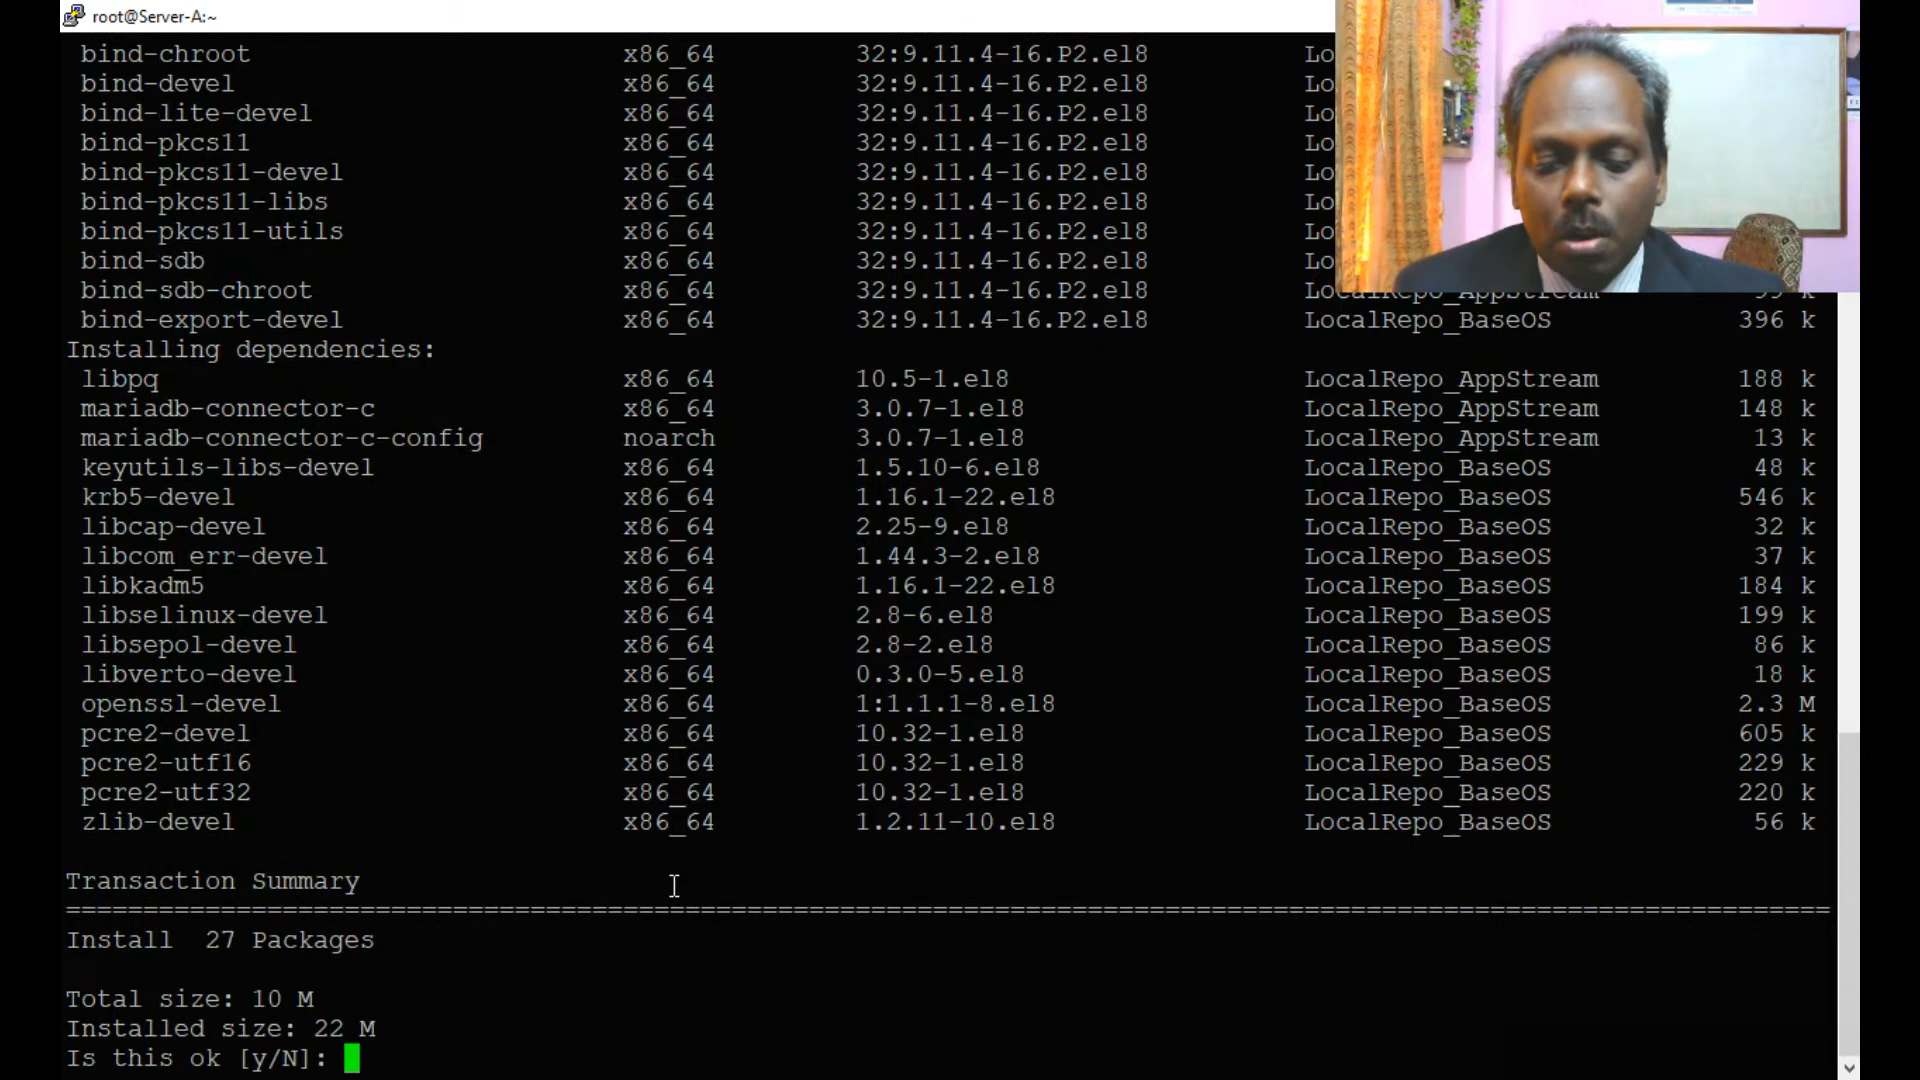 root@Server-A:~
bind-chroot x86_64 32:9.11.4-16.P2.el8 Lo
bind-devel x86_64 32:9.11.4-16.P2.el8 Lo
bind-lite-devel x86_64 32:9.11.4-16.P2.el8 Lo
bind-pkcs11 x86_64 32:9.11.4-16.P2.el8 Lo
bind-pkcs11-devel x86_64 32:9.11.4-16.P2.el8 Lo
bind-pkcs11-libs x86_64 32:9.11.4-16.P2.el8 Lo
bind-pkcs11-utils x86_64 32:9.11.4-16.P2.el8 Lo
bind-sdb x86_64 32:9.11.4-16.P2.el8 Lo
bind-sdb-chroot x86_64 32:9.11.4-16.P2.el8 LocalRepo_AppStream k
bind-export-devel x86_64 32:9.11.4-16.P2.el8 LocalRepo_BaseOS 396 k
Installing dependencies:
libpq x86_64 10.5-1.el8 LocalRepo_AppStream 188 k
mariadb-connector-c x86_64 3.0.7-1.el8 LocalRepo_AppStream 148 k
mariadb-connector-c-config noarch 3.0.7-1.el8 LocalRepo_AppStream 13 k
keyutils-libs-devel x86_64 1.5.10-6.el8 LocalRepo_BaseOS 48 k
krb5-devel x86_64 1.16.1-22.el8 LocalRepo_BaseOS 546 k
libcap-devel x86_64 2.25-9.el8 LocalRepo_BaseOS 32 k
libcom_err-devel x86_64 1.44.3-2.el8 LocalRepo_BaseOS 37 k
libkadm5 x86_64 1.16.1-22.el8 LocalRepo_BaseOS 184 k
libselinux-devel x86_64 2.8-6.el8 LocalRepo_BaseOS 199 k
libsepol-devel x86_64 2.8-2.el8 LocalRepo_BaseOS 86 k
libverto-devel x86_64 0.3.0-5.el8 LocalRepo_BaseOS 18 k
openssl-devel x86_64 1:1.1.1-8.el8 LocalRepo_BaseOS 2.3 M
pcre2-devel x86_64 10.32-1.el8 LocalRepo_BaseOS 605 k
pcre2-utf16 x86_64 10.32-1.el8 LocalRepo_BaseOS 229 k
pcre2-utf32 x86_64 10.32-1.el8 LocalRepo_BaseOS 220 k
zlib-devel x86_64 1.2.11-10.el8 LocalRepo_BaseOS 56 k
Transaction Summary
================================================================================
Install 27 Packages
Total size: 10 M
Installed size: 22 M
Is this ok [y/N]: